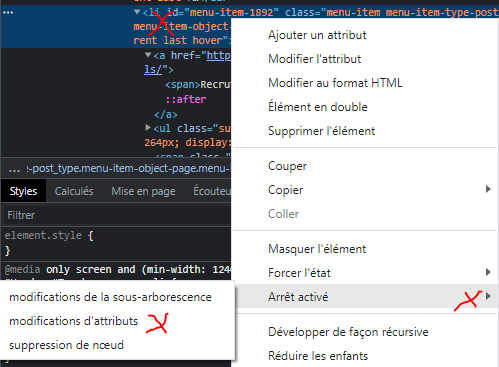 <li id="menu-item-1892" class="menu-item menu-item-type-post
menu-item-object-
rent last hover">
<a href="http
ls/">
<span>Recrut
::after
</a>
<ul class="su
264px; display:
<span class="
...
e-post_type.menu-item-object-page.menu-
Styles Calculés Mise en page Écouteu
Filtrer
element.style {
}
@media only screen and (min-width: 1240
modifications de la sous-arborescence
modifications d'attributs
suppression de nœud
Ajouter un attribut
Modifier l'attribut
Modifier au format HTML
Élément en double
Supprimer l'élément
Couper
Copier
Coller
Masquer l'élément
Forcer l'état
Arrêt activé
Développer de façon récursive
Réduire les enfants